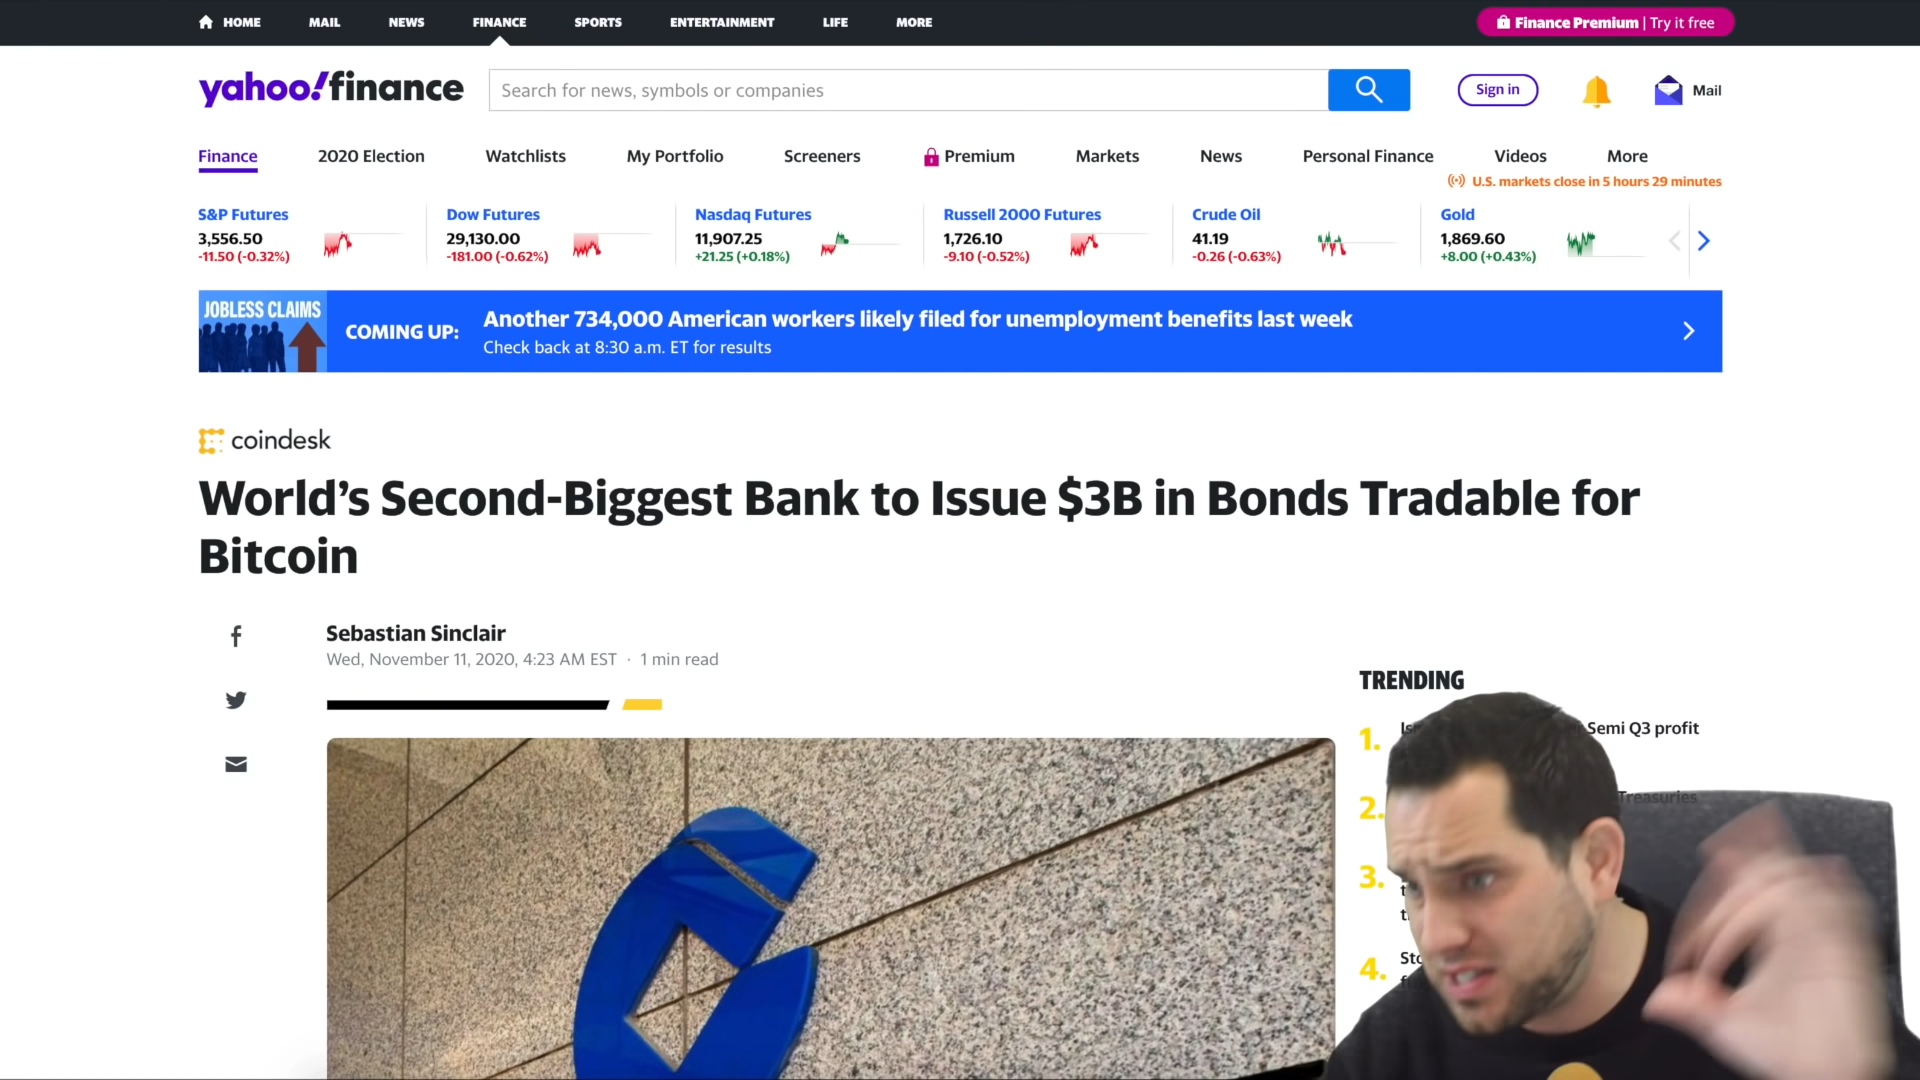 HOME MAIL NEWS FINANCE SPORTS ENTERTAINMENT LIFE MORE Finance Premium | Try it free
yahoo!finance Search for news, symbols or companies Sign in Mail
Finance 2020 Election Watchlists My Portfolio Screeners Premium Markets News Personal Finance Videos More
U.S. markets close in 5 hours 29 minutes
S&P Futures Dow Futures Nasdaq Futures Russell 2000 Futures Crude Oil Gold
3,556.50 29,130.00 11,907.25 1,726.10 41.19 1,869.60
-11.50 (-0.32%) -181.00 (-0.62%) +21.25 (+0.18%) -9.10 (-0.52%) -0.26 (-0.63%) +8.00 (+0.43%)
JOBLESS CLAIMS
COMING UP:
Another 734,000 American workers likely filed for unemployment benefits last week
Check back at 8:30 a.m. ET for results
coindesk
World's Second-Biggest Bank to Issue $3B in Bonds Tradable for
Bitcoin
Sebastian Sinclair
Wed, November 11, 2020, 4:23 AM EST · 1 min read
TRENDING
1. Semi Q3 profit
2. Treasuries
3.
4.